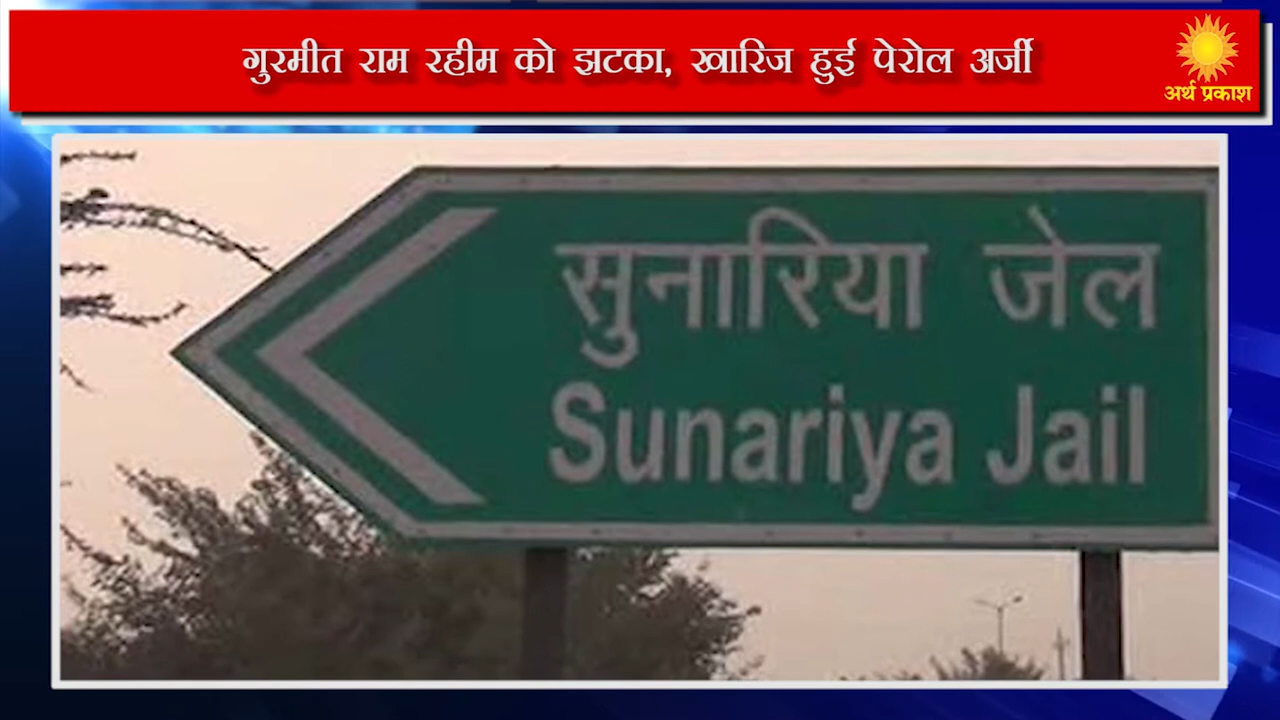 गुरमीत राम रहीम को झटका, खारिज हुई पेरोल अर्जी
अर्थ प्रकाश
सुनारिया जेल
Sunariya Jail